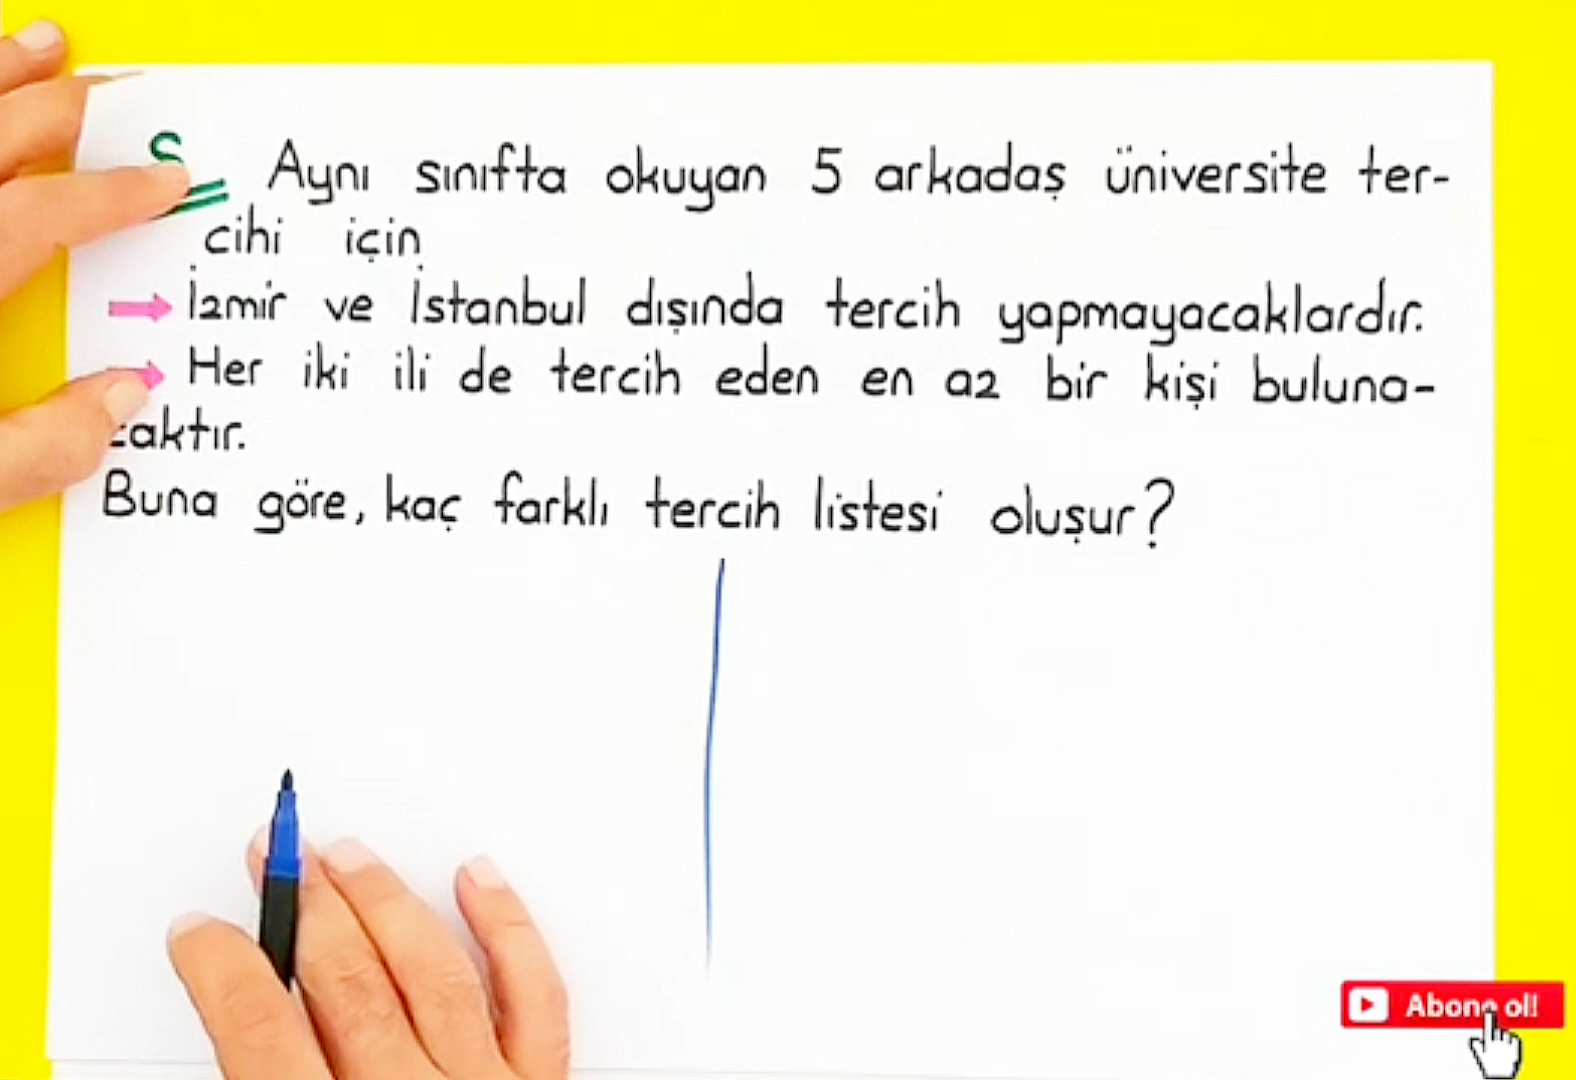 S
Aynı sınıfta okuyan 5 arkadaş üniversite ter-
cihi için
İzmir ve İstanbul dışında tercih yapmayacaklardır.
Her iki ili de tercih eden en az bir kişi buluna-
caktır.
Buna göre, kaç farklı tercih listesi oluşur?
Abone ol!